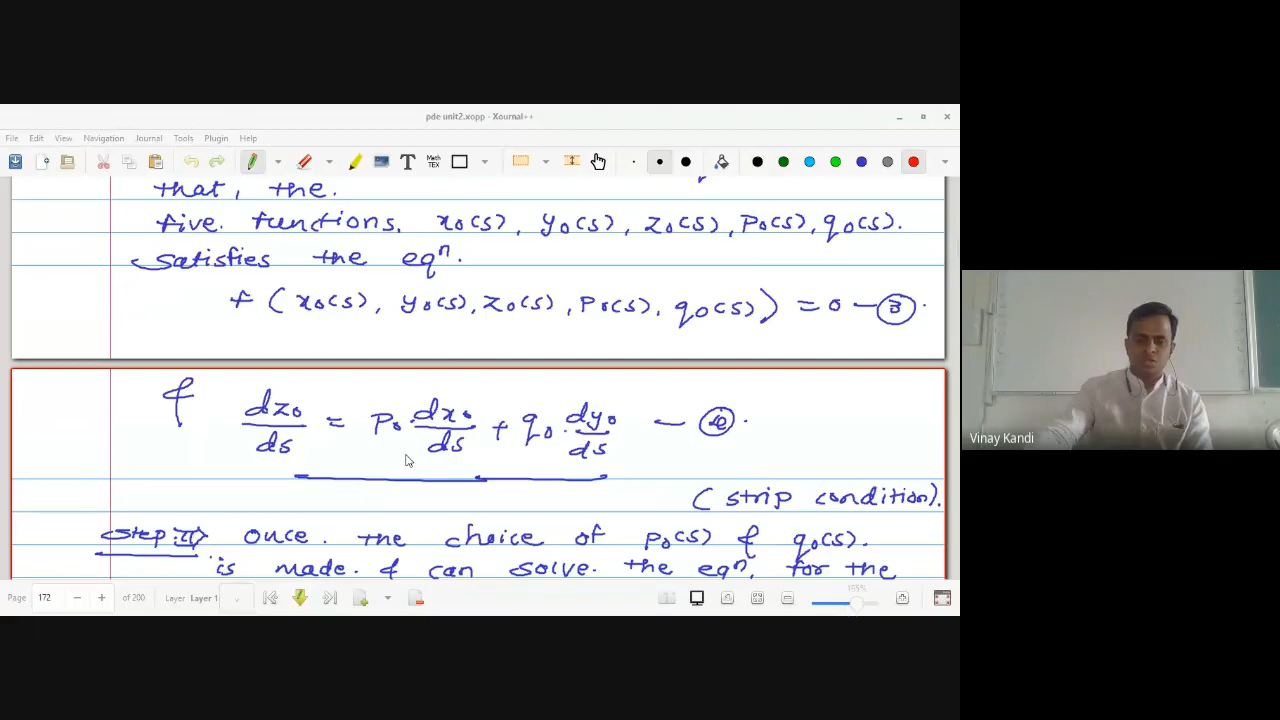 pde unit2.xopp - Xournal++
File Edit View Navigation Journal Tools Plugin Help
that, the.
five functions, x₀(s), y₀(s), z₀(s), p₀(s), q₀(s).
satisfies the eqⁿ.
f (x₀(s), y₀(s), z₀(s), p₀(s), q₀(s)) = 0 — ③.
& dz₀/ds = p₀.dx₀/ds + q₀.dy₀/ds — ④.
(strip condition).
Step II> Once the choice of p₀(s) & q₀(s).
is made. & can solve the eqⁿ, for the
Page 172 of 200 Layer Layer 1
155%
Vinay Kandi